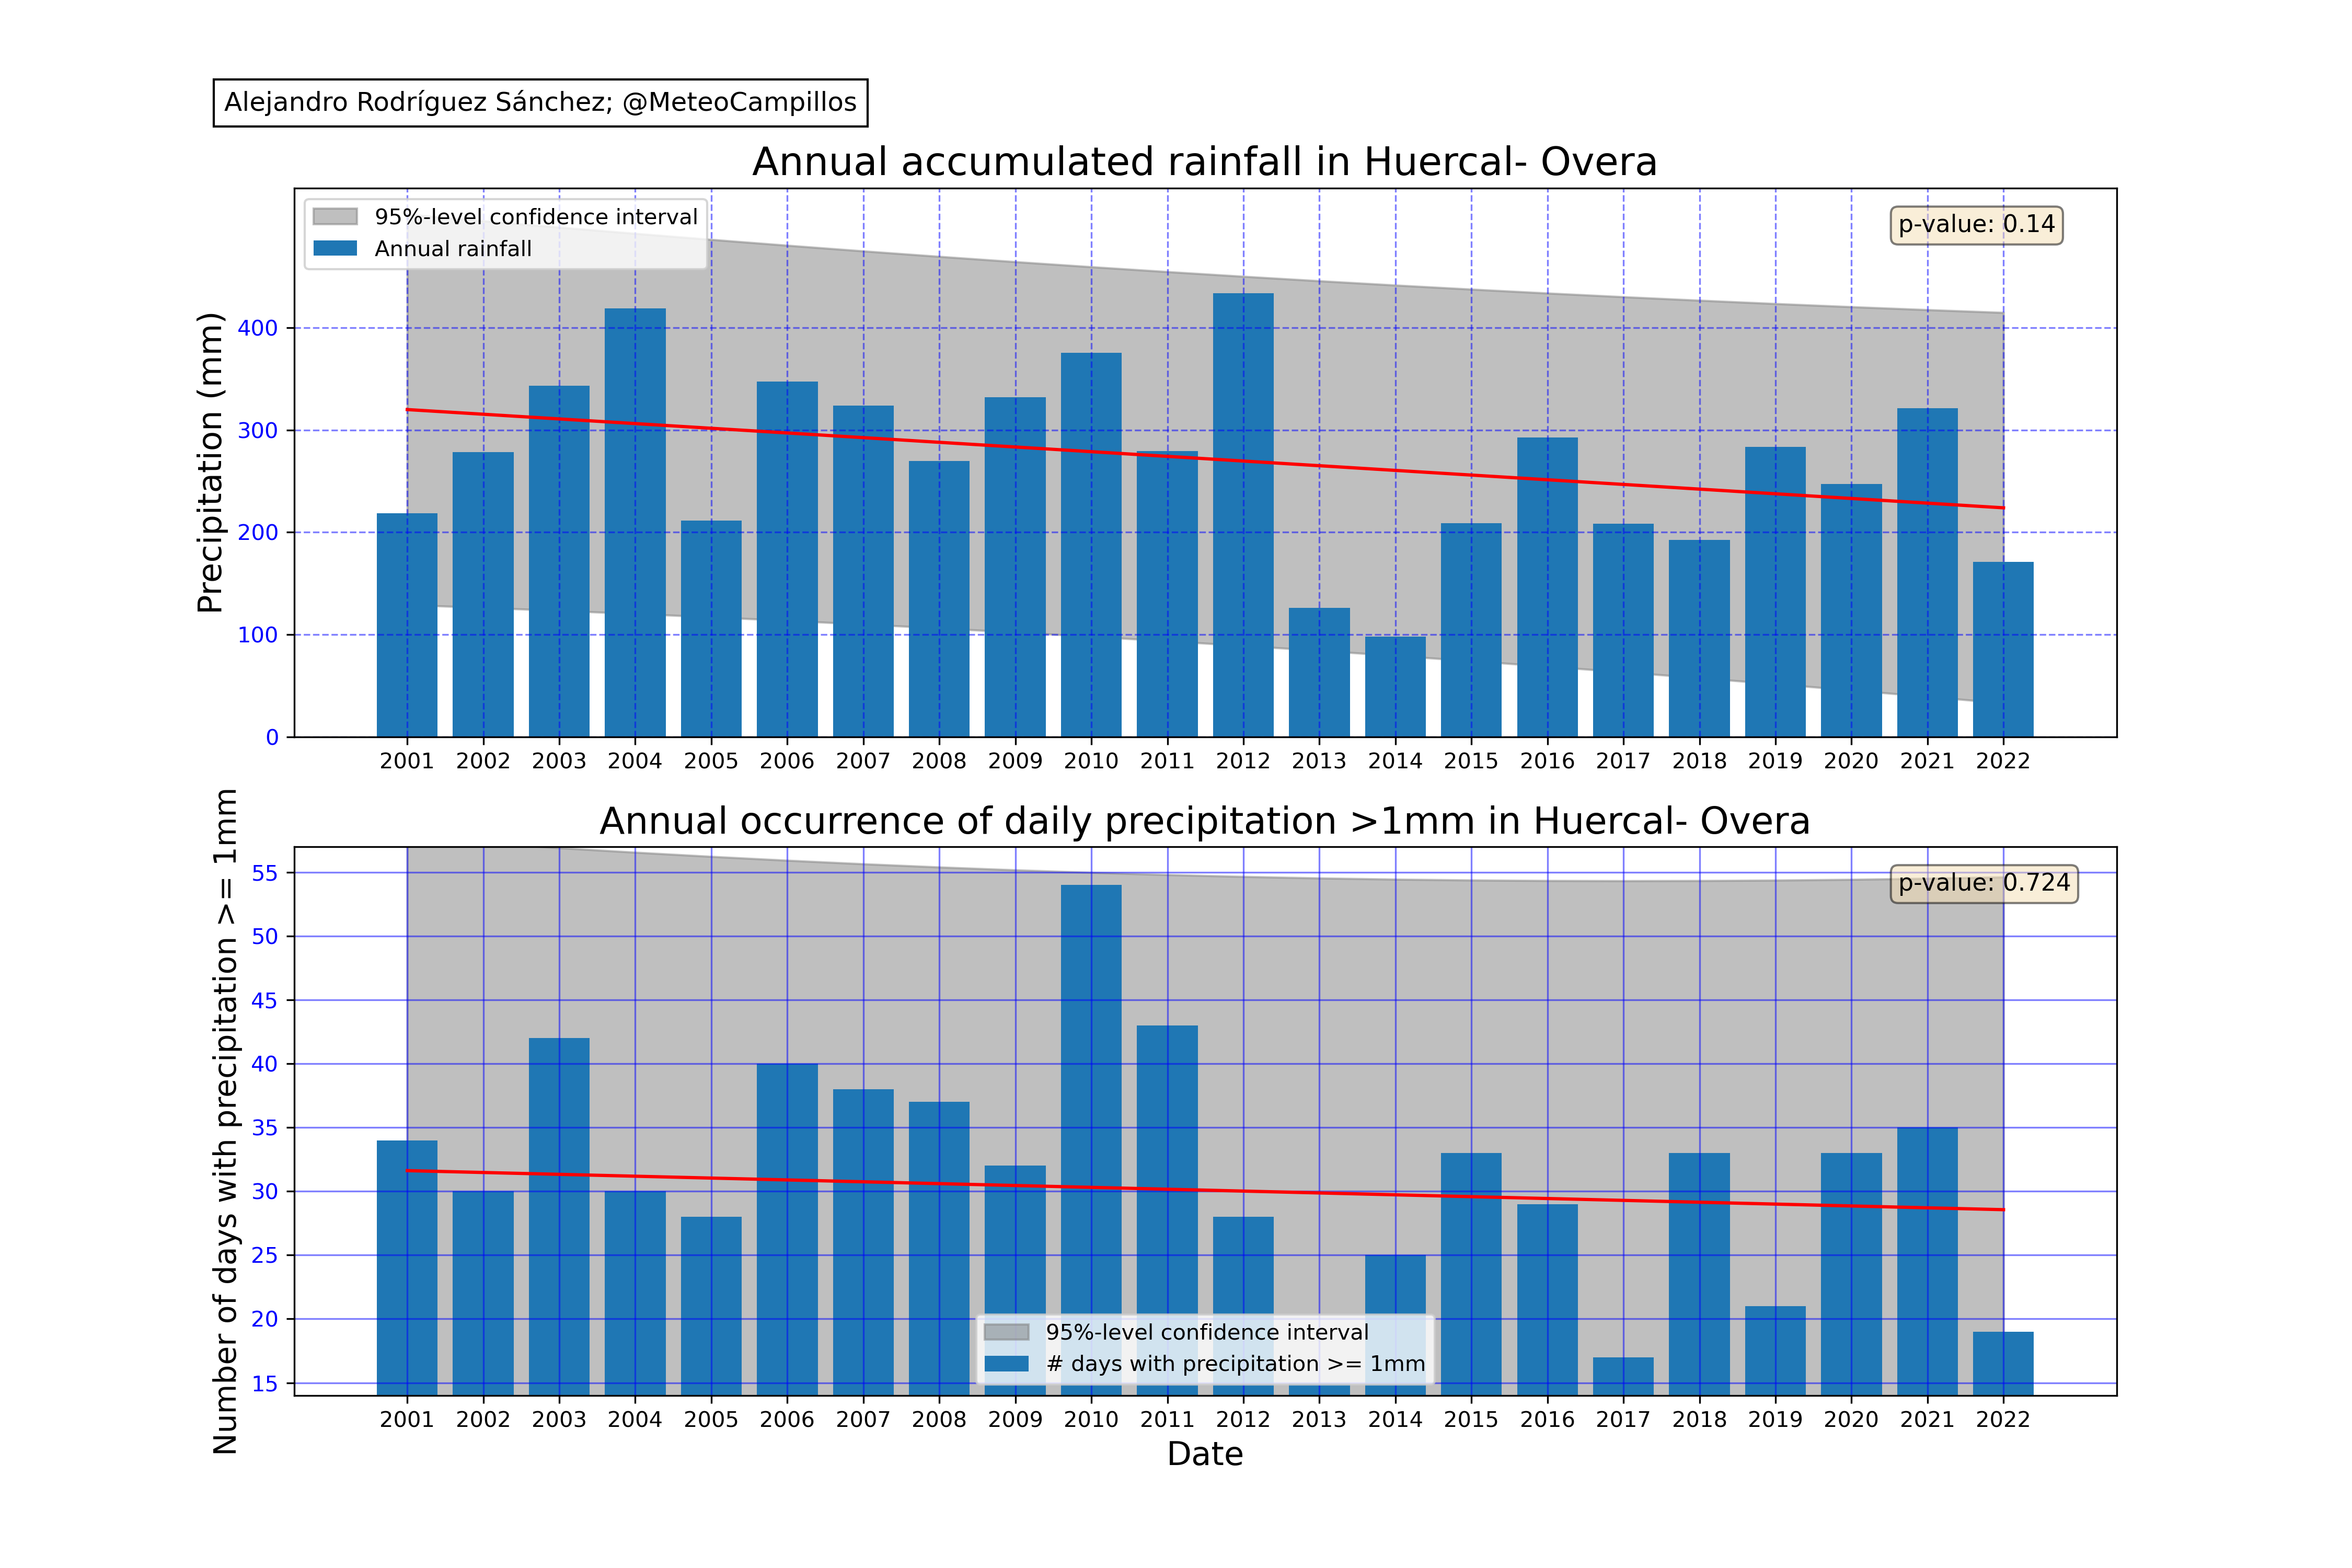 Alejandro Rodríguez Sánchez; @MeteoCampillos
Annual accumulated rainfall in Huercal- Overa
95%-level confidence interval
Annual rainfall
p-value: 0.14
Precipitation (mm)
400
300
200
100
0
2001 2002 2003 2004 2005 2006 2007 2008 2009 2010 2011 2012 2013 2014 2015 2016 2017 2018 2019 2020 2021 2022
Annual occurrence of daily precipitation >1mm in Huercal- Overa
p-value: 0.724
Number of days with precipitation >= 1mm
55
50
45
40
35
30
25
20
15
95%-level confidence interval
# days with precipitation >= 1mm
2001 2002 2003 2004 2005 2006 2007 2008 2009 2010 2011 2012 2013 2014 2015 2016 2017 2018 2019 2020 2021 2022
Date